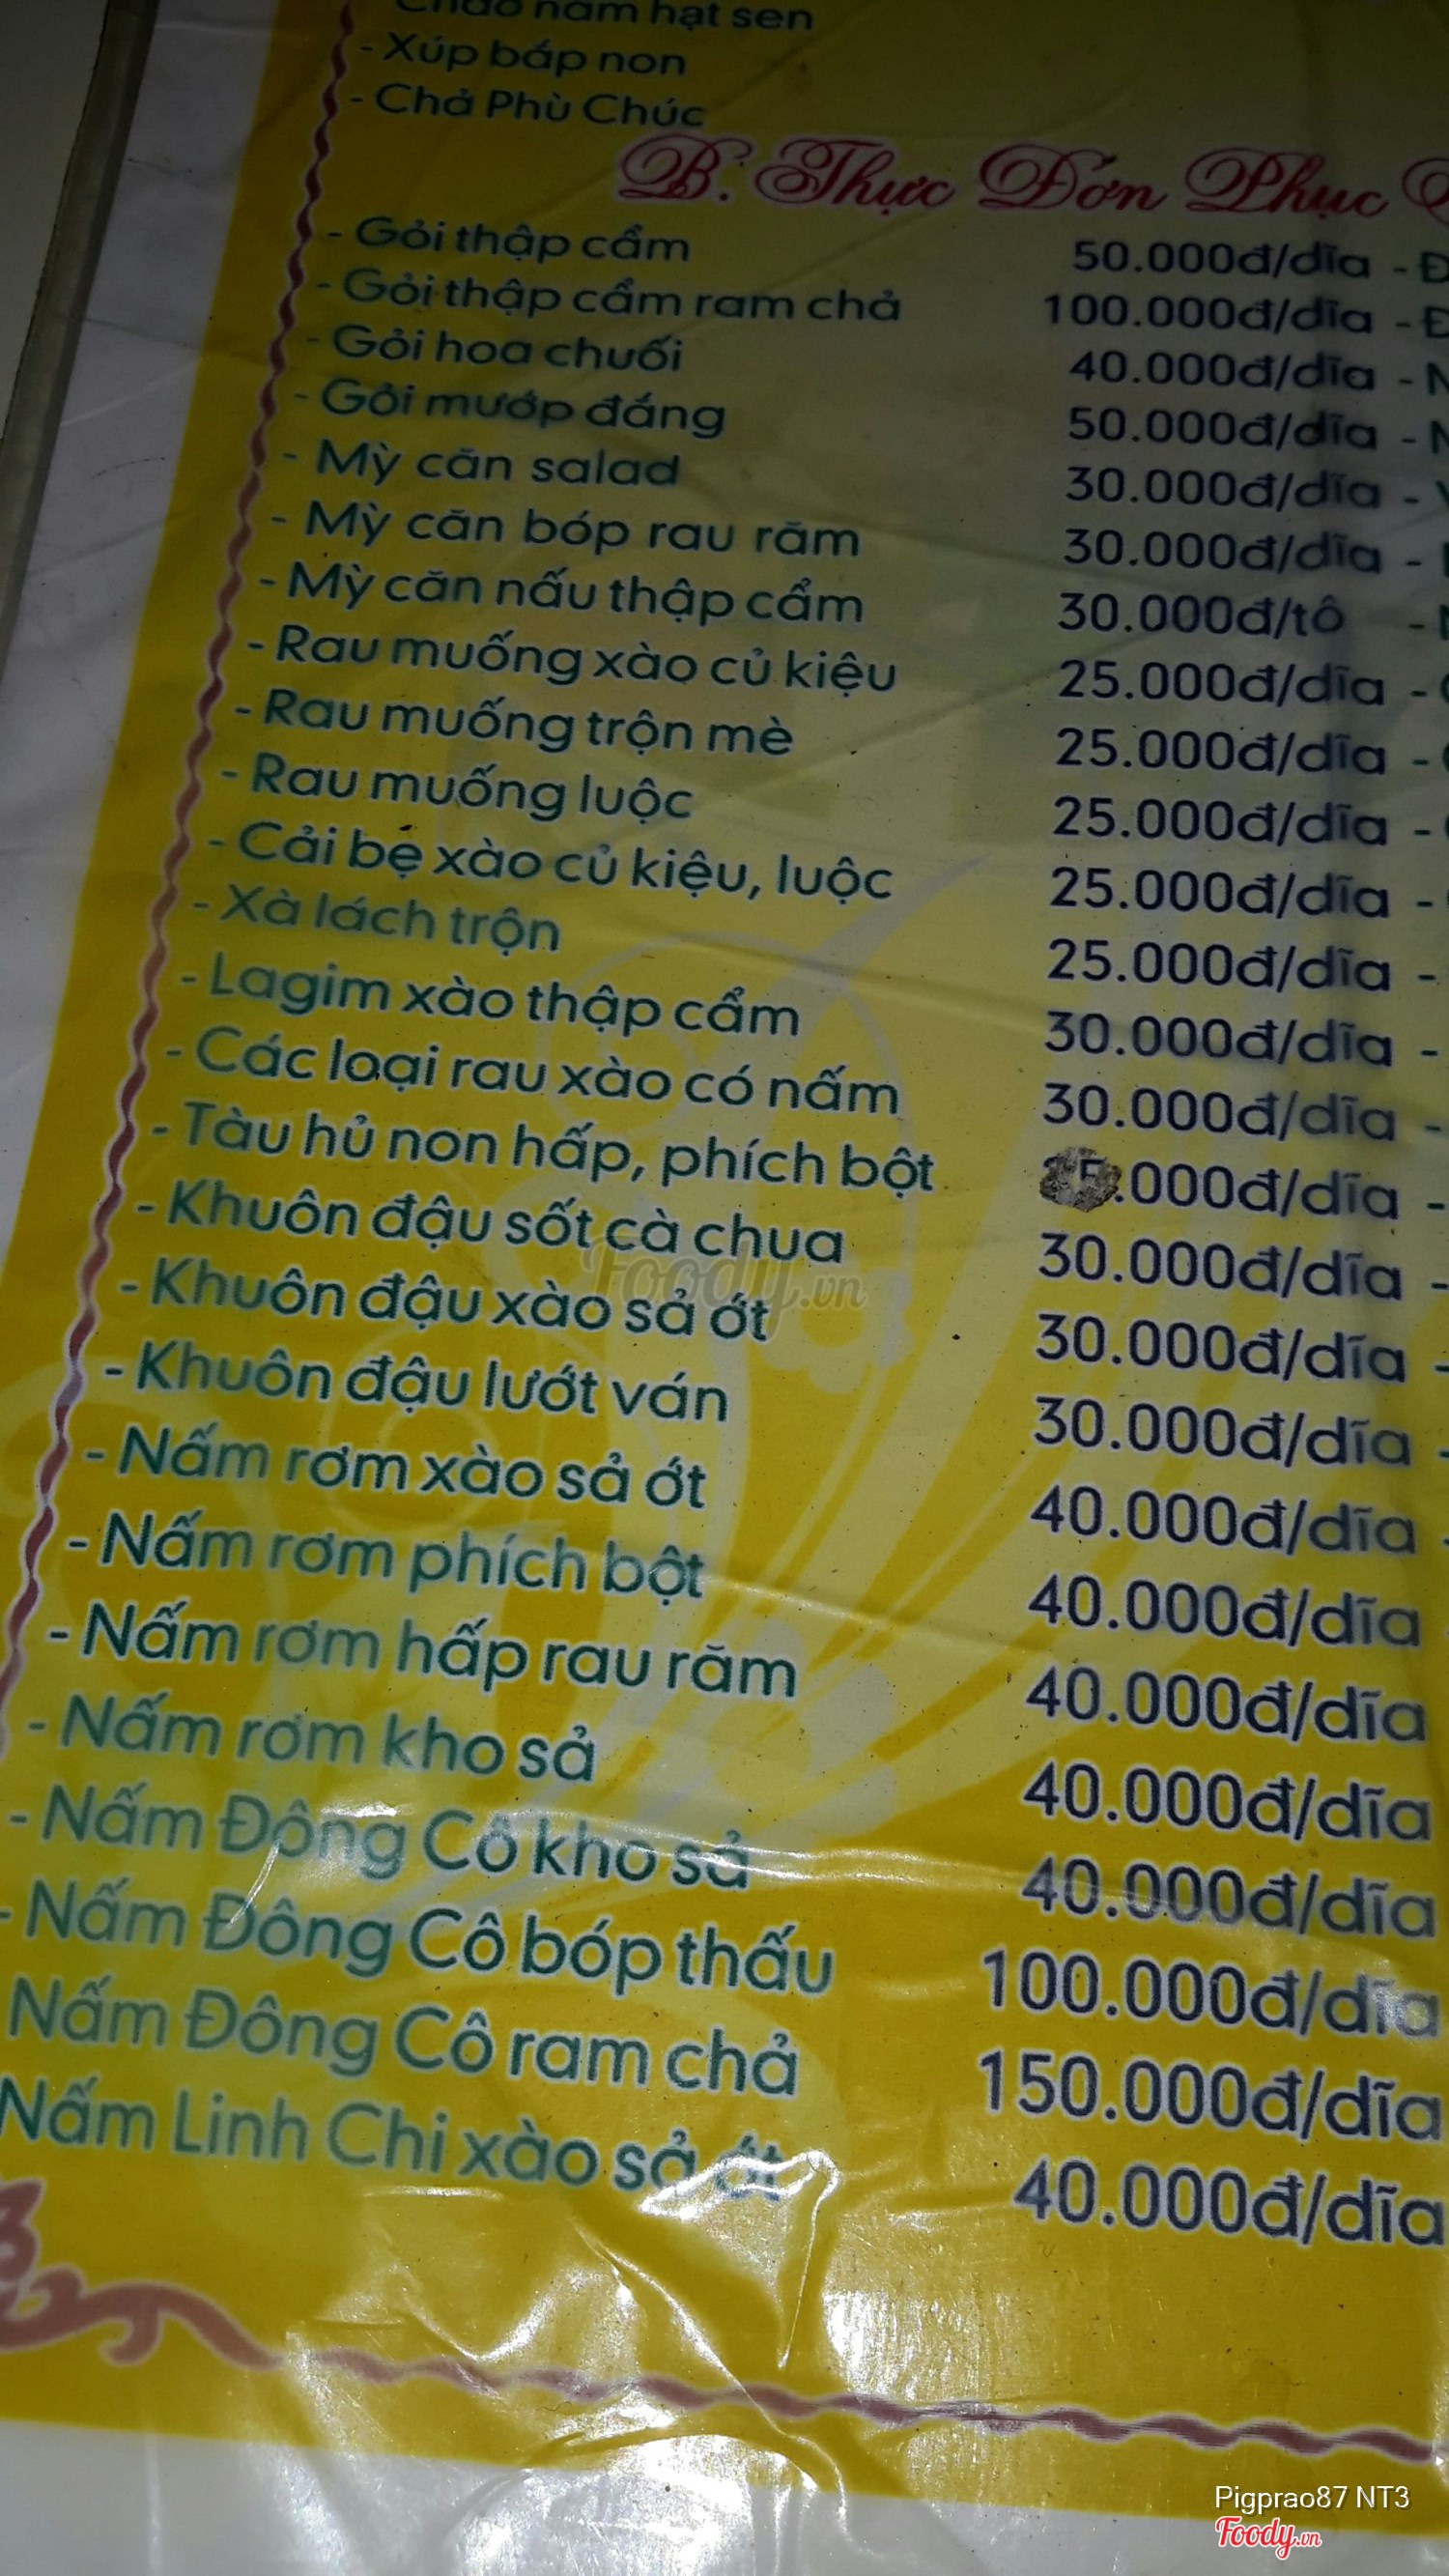 hạt sen
- Xúp bắp non
- Chả Phù Chúc
B. Thực Đơn Phục
- Gỏi thập cẩm 50.000đ/dĩa - Đ
- Gỏi thập cẩm ram chả 100.000đ/dĩa - Đ
- Gỏi hoa chuối 40.000đ/dĩa - N
- Gôi mướp đắng 50.000đ/dĩa -
- Mỳ căn salad 30.000đ/dĩa -
- Mỳ căn bóp rau răm 30.000đ/dĩa -
- Mỳ căn nấu thập cẩm 30.000đ/tô -
- Rau muống xào củ kiệu 25.000đ/dĩa -
- Rau muống trộn mè 25.000đ/dĩa -
- Rau muống luộc 25.000đ/dĩa -
- Cải bẹ xào củ kiệu, luộc 25.000đ/dĩa -
- Xà lách trộn 25.000đ/dĩa -
- Lagim xào thập cẩm 30.000đ/dĩa -
- Các loại rau xào có nấm 30.000đ/dĩa -
- Tàu hủ non hấp, phích bột .000đ/dĩa -
- Khuôn đậu sốt cà chua 30.000đ/dĩa -
- Khuôn đậu xào sả ớt 30.000đ/dĩa -
- Khuôn đậu lướt ván 30.000đ/dĩa -
- Nấm rơm xào sả ớt 40.000đ/dĩa -
- Nấm rơm phích bột 40.000đ/dĩa
- Nấm rơm hấp rau răm 40.000đ/dĩa
- Nấm rơm kho sả 40.000đ/dĩa
- Nấm Đông Cô kho sả 40.000đ/dĩa
- Nấm Đông Cô bóp thấu 100.000đ/dĩa
Nấm Đông Cô ram chả 150.000đ/dĩa
Nấm Linh Chi xào sả ớt 40.000đ/dĩa
Foody.vn
Pigprao87 NT3
Foody.vn